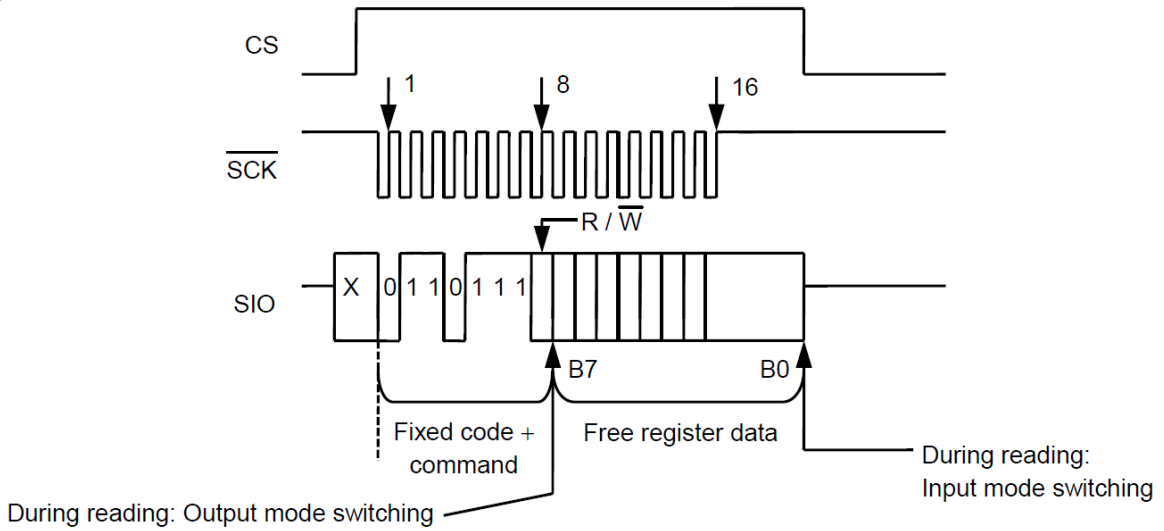 CS
1
8
16
SCK
R / W
SIO
X 0 1 1 0 1 1 1
B7
B0
Fixed code +
command
Free register data
During reading:
Input mode switching
During reading: Output mode switching